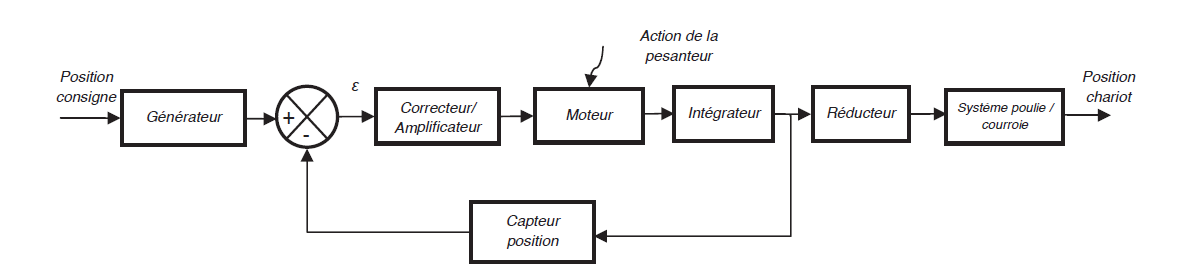 Action de la
pesanteur
Position
consigne
Générateur
+
-
ε
Correcteur/
Amplificateur
Moteur
Intégrateur
Réducteur
Système poulie /
courroie
Position
chariot
Capteur
position